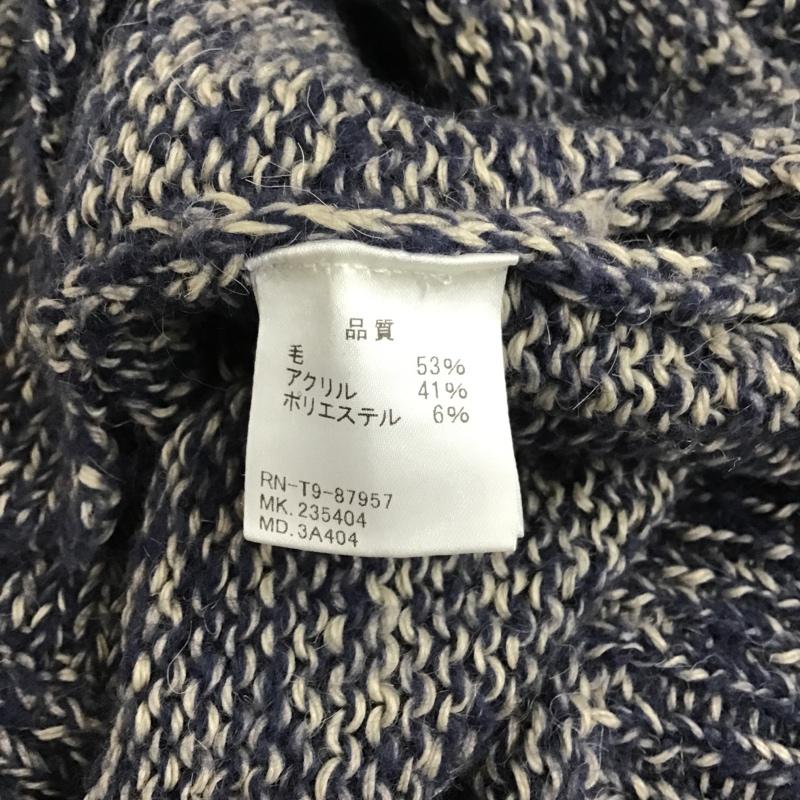 品質
毛 53%
アクリル 41%
ポリエステル 6%
RN-T9-87957
MK.235404
MD.3A404